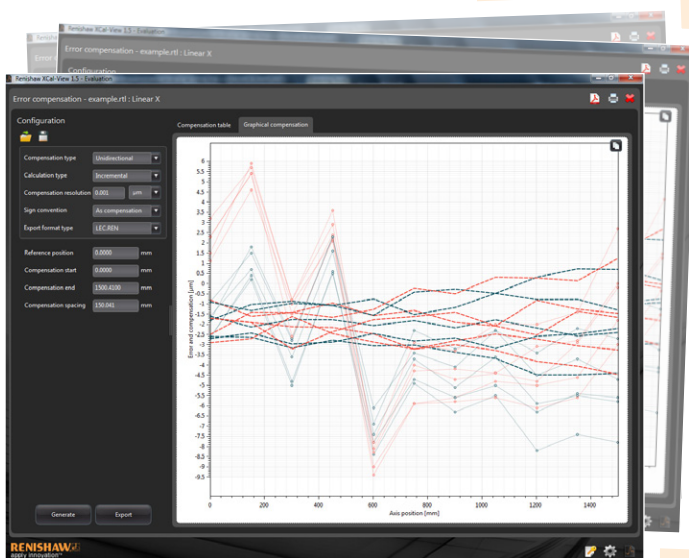 Renishaw XCal-View 1.5 - Evaluation
Error compensation - example.rtl : Linear X
Configuration
Renishaw XCal-View 1.5 - Evaluation
Error compensation - example.rtl : Linear X
Configuration
Compensation table
Graphical compensation
Compensation type Unidirectional
Calculation type Incremental
Compensation resolution 0.001 µm
Sign convention As compensation
Export format type LEC.REN
Reference position 0.0000 mm
Compensation start 0.0000 mm
Compensation end 1500.4100 mm
Compensation spacing 150.041 mm
Generate
Export
Error and compensation [µm]
6
5.5
5
4.5
4
3.5
3
2.5
2
1.5
1
0.5
0
-0.5
-1
-1.5
-2
-2.5
-3
-3.5
-4
-4.5
-5
-5.5
-6
-6.5
-7
-7.5
-8
-8.5
-9
-9.5
0 200 400 600 800 1000 1200 1400
Axis position [mm]
RENISHAW
apply innovation™